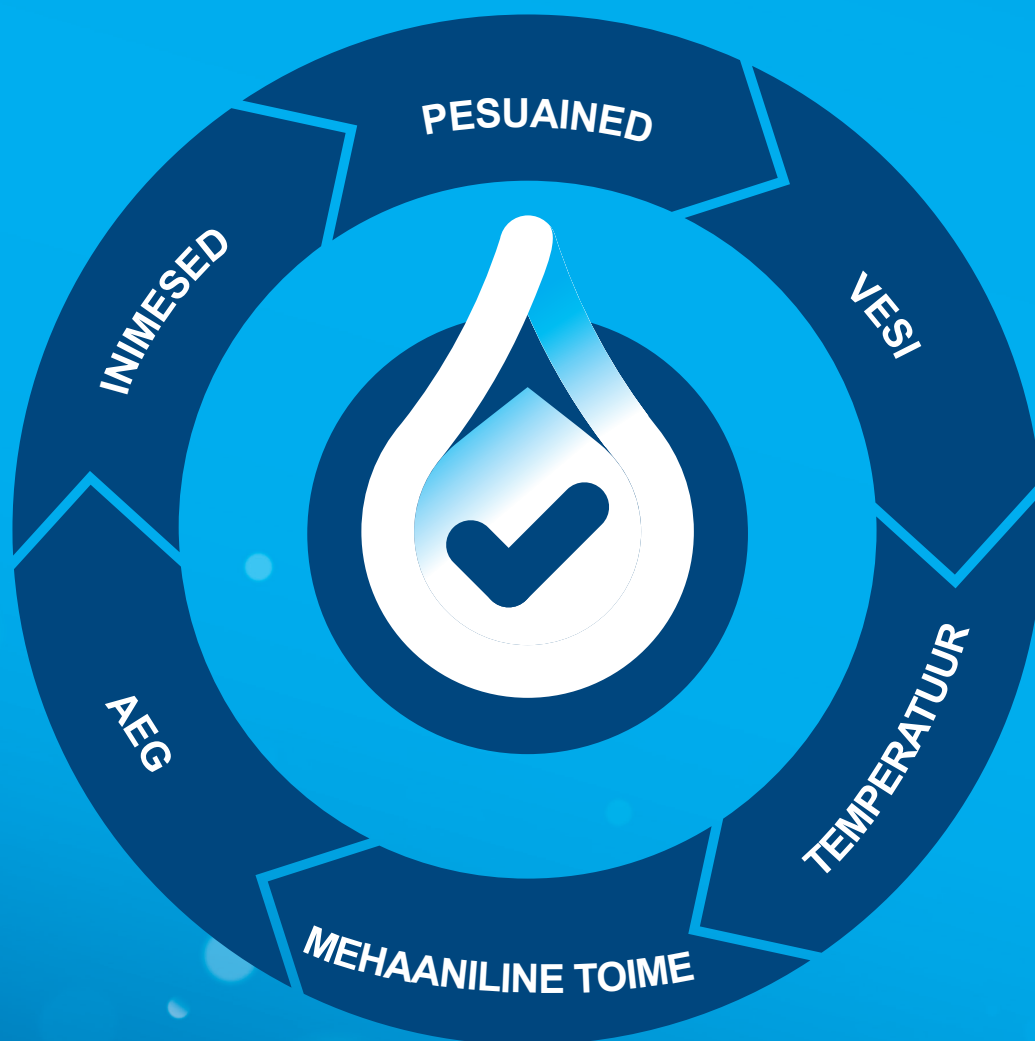 PESUAINED
VESI
TEMPERATUUR
MEHAANILINE TOIME
AEG
INIMESED